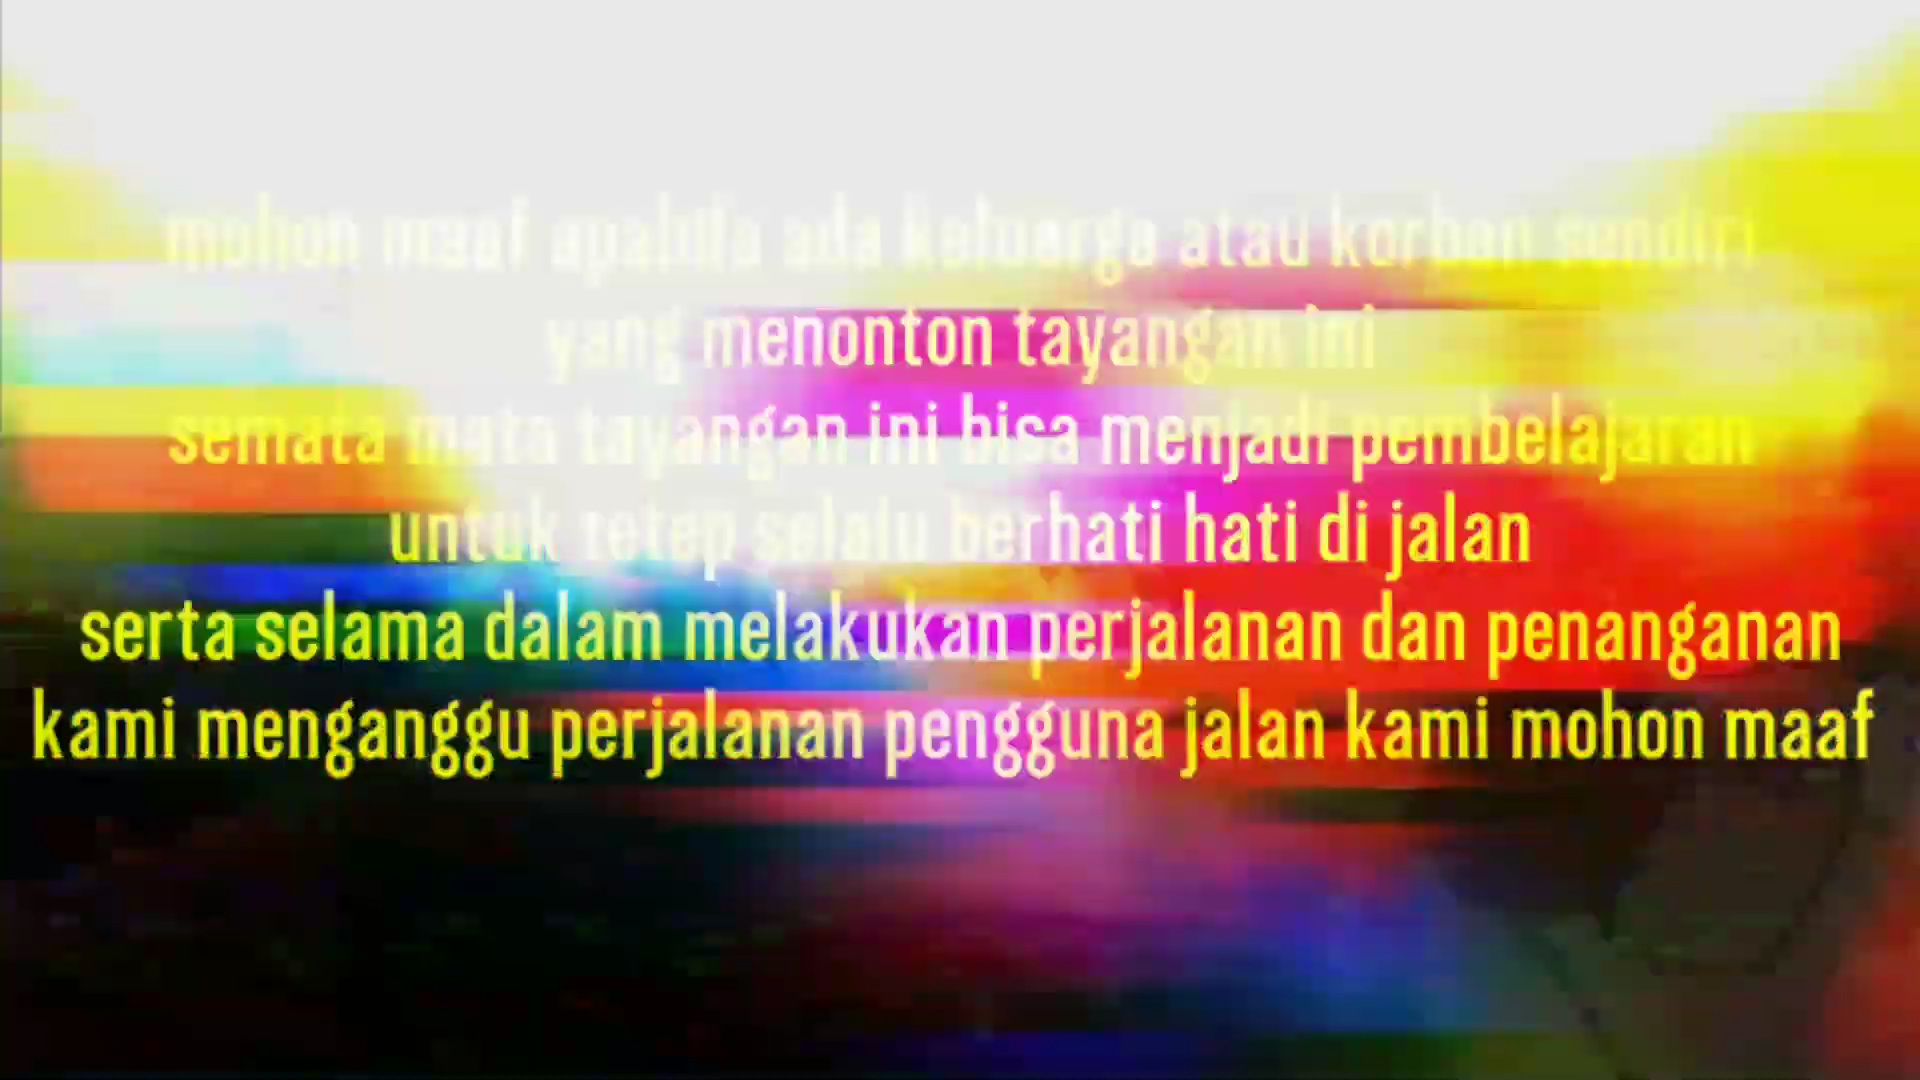 mohon maaf apabila ada keluarga atau korban sendiri
yang menonton tayangan ini
semata mata tayangan ini bisa menjadi pembelajaran
untuk tetep selalu berhati hati di jalan
serta selama dalam melakukan perjalanan dan penanganan
kami menganggu perjalanan pengguna jalan kami mohon maaf